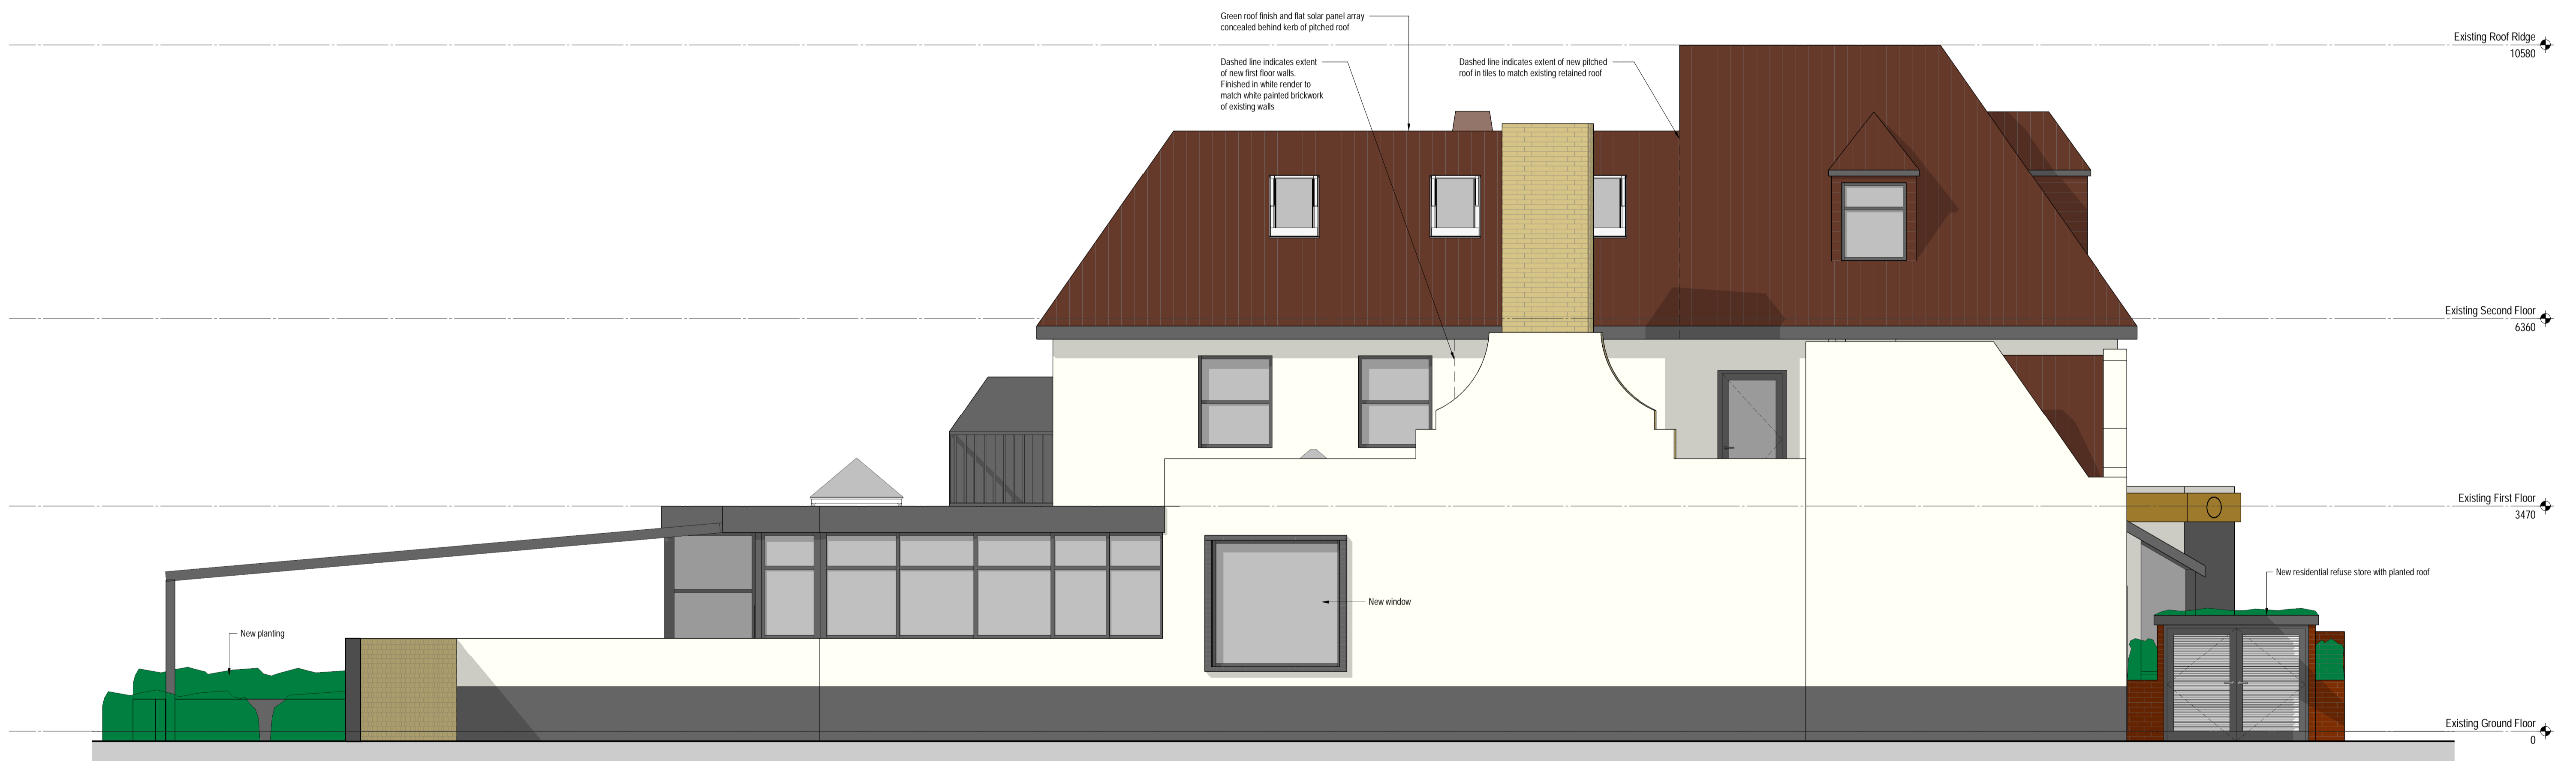 Green roof finish and flat solar panel array
concealed behind kerb of pitched roof
Dashed line indicates extent
of new first floor walls.
Finished in white render to
match white painted brickwork
of existing walls
Dashed line indicates extent of new pitched
roof in tiles to match existing retained roof
Existing Roof Ridge
10580
Existing Second Floor
6360
Existing First Floor
3470
New residential refuse store with planted roof
New window
New planting
Existing Ground Floor
0